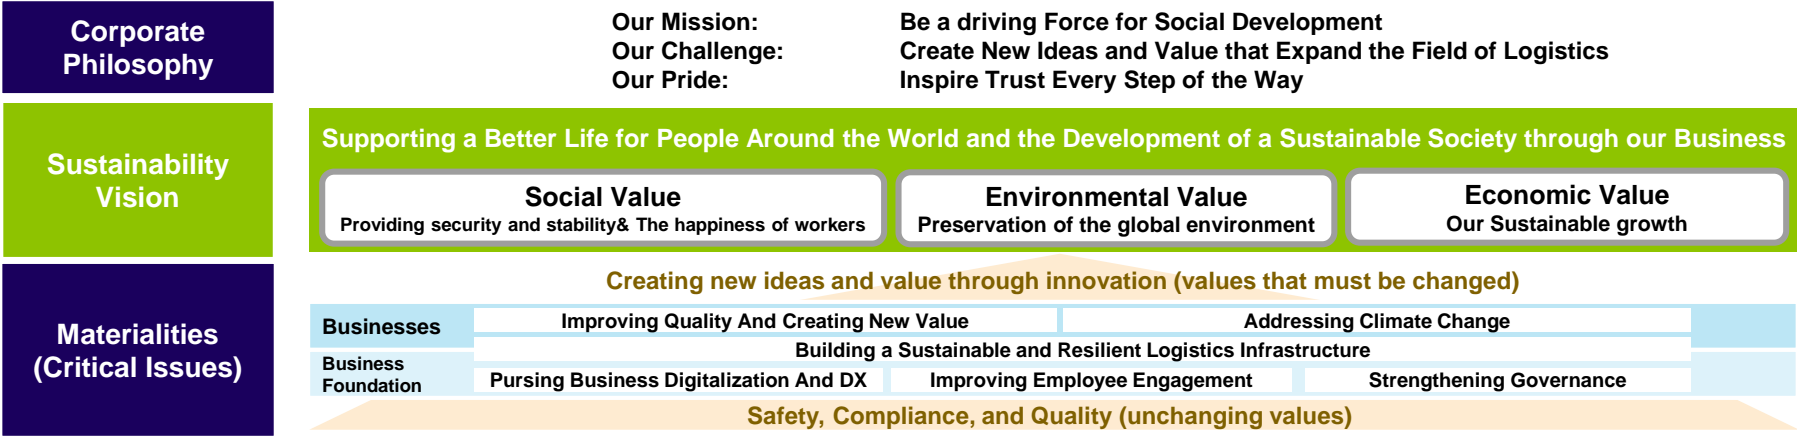 Corporate
Philosophy
Our Mission: Be a driving Force for Social Development
Our Challenge: Create New Ideas and Value that Expand the Field of Logistics
Our Pride: Inspire Trust Every Step of the Way
Sustainability
Vision
Supporting a Better Life for People Around the World and the Development of a Sustainable Society through our Business
Social Value
Providing security and stability& The happiness of workers
Environmental Value
Preservation of the global environment
Economic Value
Our Sustainable growth
Materialities
(Critical Issues)
Creating new ideas and value through innovation (values that must be changed)
Businesses
Improving Quality And Creating New Value
Addressing Climate Change
Building a Sustainable and Resilient Logistics Infrastructure
Business
Foundation
Pursing Business Digitalization And DX
Improving Employee Engagement
Strengthening Governance
Safety, Compliance, and Quality (unchanging values)